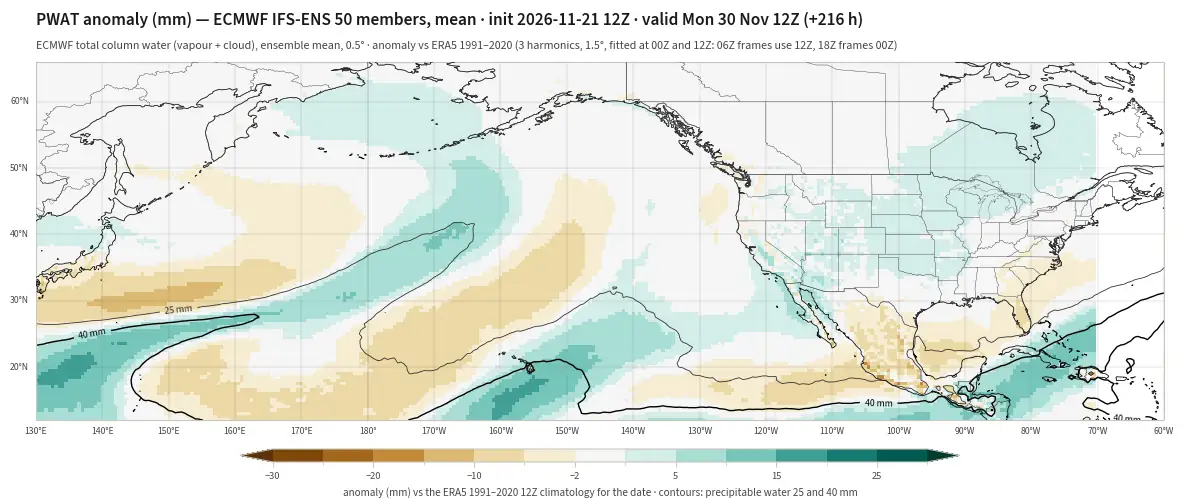 PWAT anomaly (mm) — ECMWF IFS-ENS 50 members, mean · init 2026-11-21 12Z · valid Mon 30 Nov 12Z (+216 h)
ECMWF total column water (vapour + cloud), ensemble mean, 0.5° · anomaly vs ERA5 1991–2020 (3 harmonics, 1.5°, fitted at 00Z and 12Z: 06Z frames use 12Z, 18Z frames 00Z)
60°N
50°N
40°N
30°N
20°N
25 mm
40 mm
40 mm
40 mm
130°E 140°E 150°E 160°E 170°E 180° 170°W 160°W 150°W 140°W 130°W 120°W 110°W 100°W 90°W 80°W 70°W 60°W
−30 −20 −10 −2 5 15 25
anomaly (mm) vs the ERA5 1991–2020 12Z climatology for the date · contours: precipitable water 25 and 40 mm